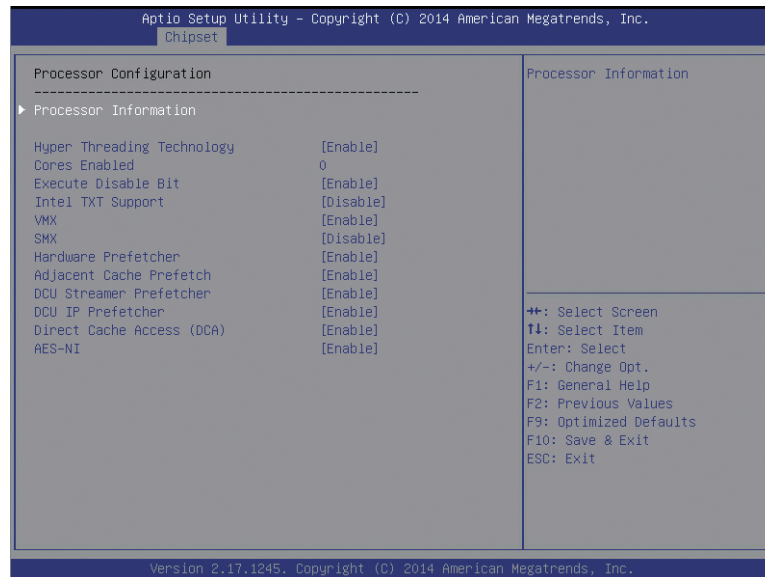 Aptio Setup Utility – Copyright (C) 2014 American Megatrends, Inc.
Chipset
Processor Configuration
--------------------------------------------------
Processor Information
Hyper Threading Technology [Enable]
Cores Enabled 0
Execute Disable Bit [Enable]
Intel TXT Support [Disable]
VMX [Enable]
SMX [Disable]
Hardware Prefetcher [Enable]
Adjacent Cache Prefetch [Enable]
DCU Streamer Prefetcher [Enable]
DCU IP Prefetcher [Enable]
Direct Cache Access (DCA) [Enable]
AES-NI [Enable]
Processor Information
→←: Select Screen
↑↓: Select Item
Enter: Select
+/-: Change Opt.
F1: General Help
F2: Previous Values
F9: Optimized Defaults
F10: Save & Exit
ESC: Exit
Version 2.17.1245. Copyright (C) 2014 American Megatrends, Inc.